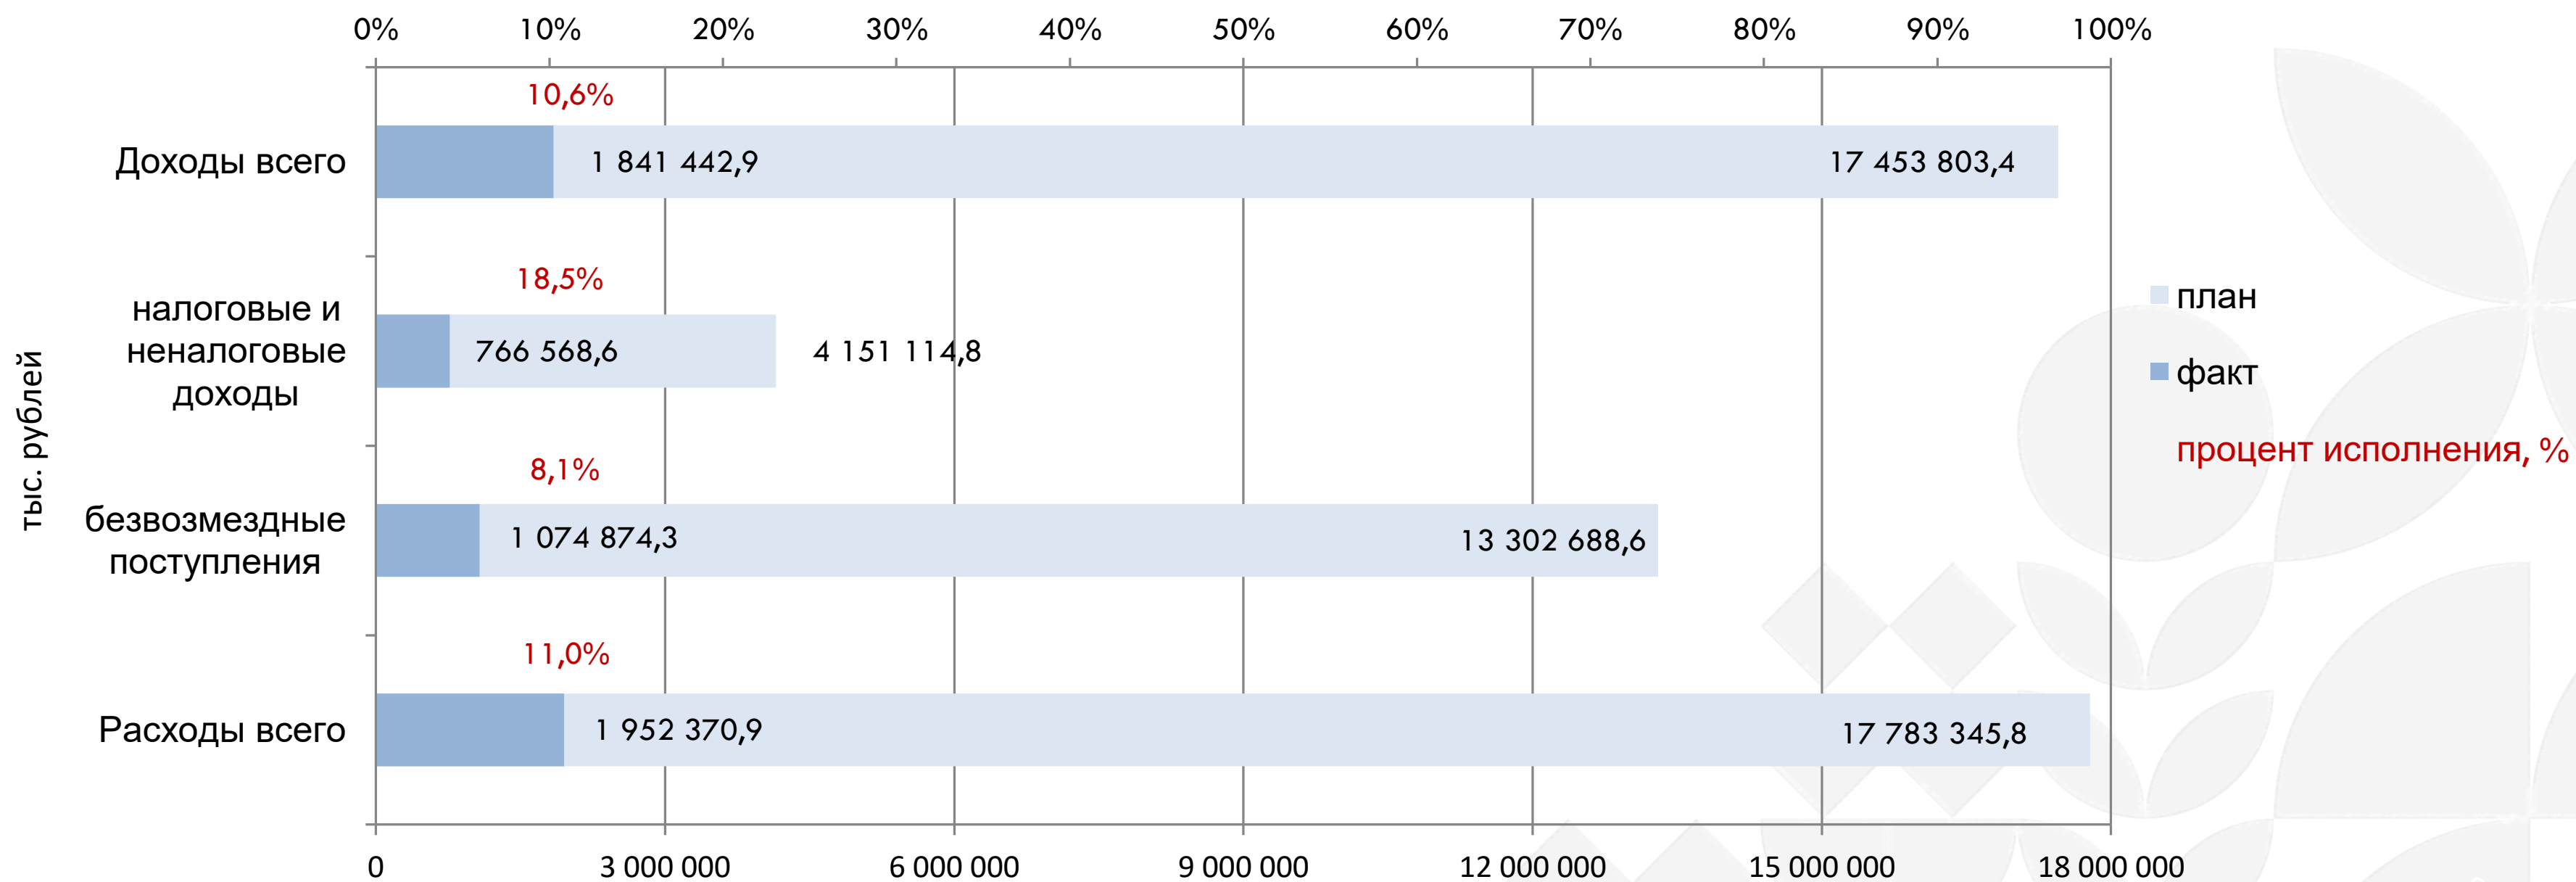 0% 10% 20% 30% 40% 50% 60% 70% 80% 90% 100%
10,6%
Доходы всего
1 841 442,9
17 453 803,4
18,5%
налоговые и
неналоговые
доходы
766 568,6
4 151 114,8
8,1%
безвозмездные
поступления
1 074 874,3
13 302 688,6
11,0%
Расходы всего
1 952 370,9
17 783 345,8
тыс. рублей
0 3 000 000 6 000 000 9 000 000 12 000 000 15 000 000 18 000 000
план
факт
процент исполнения, %